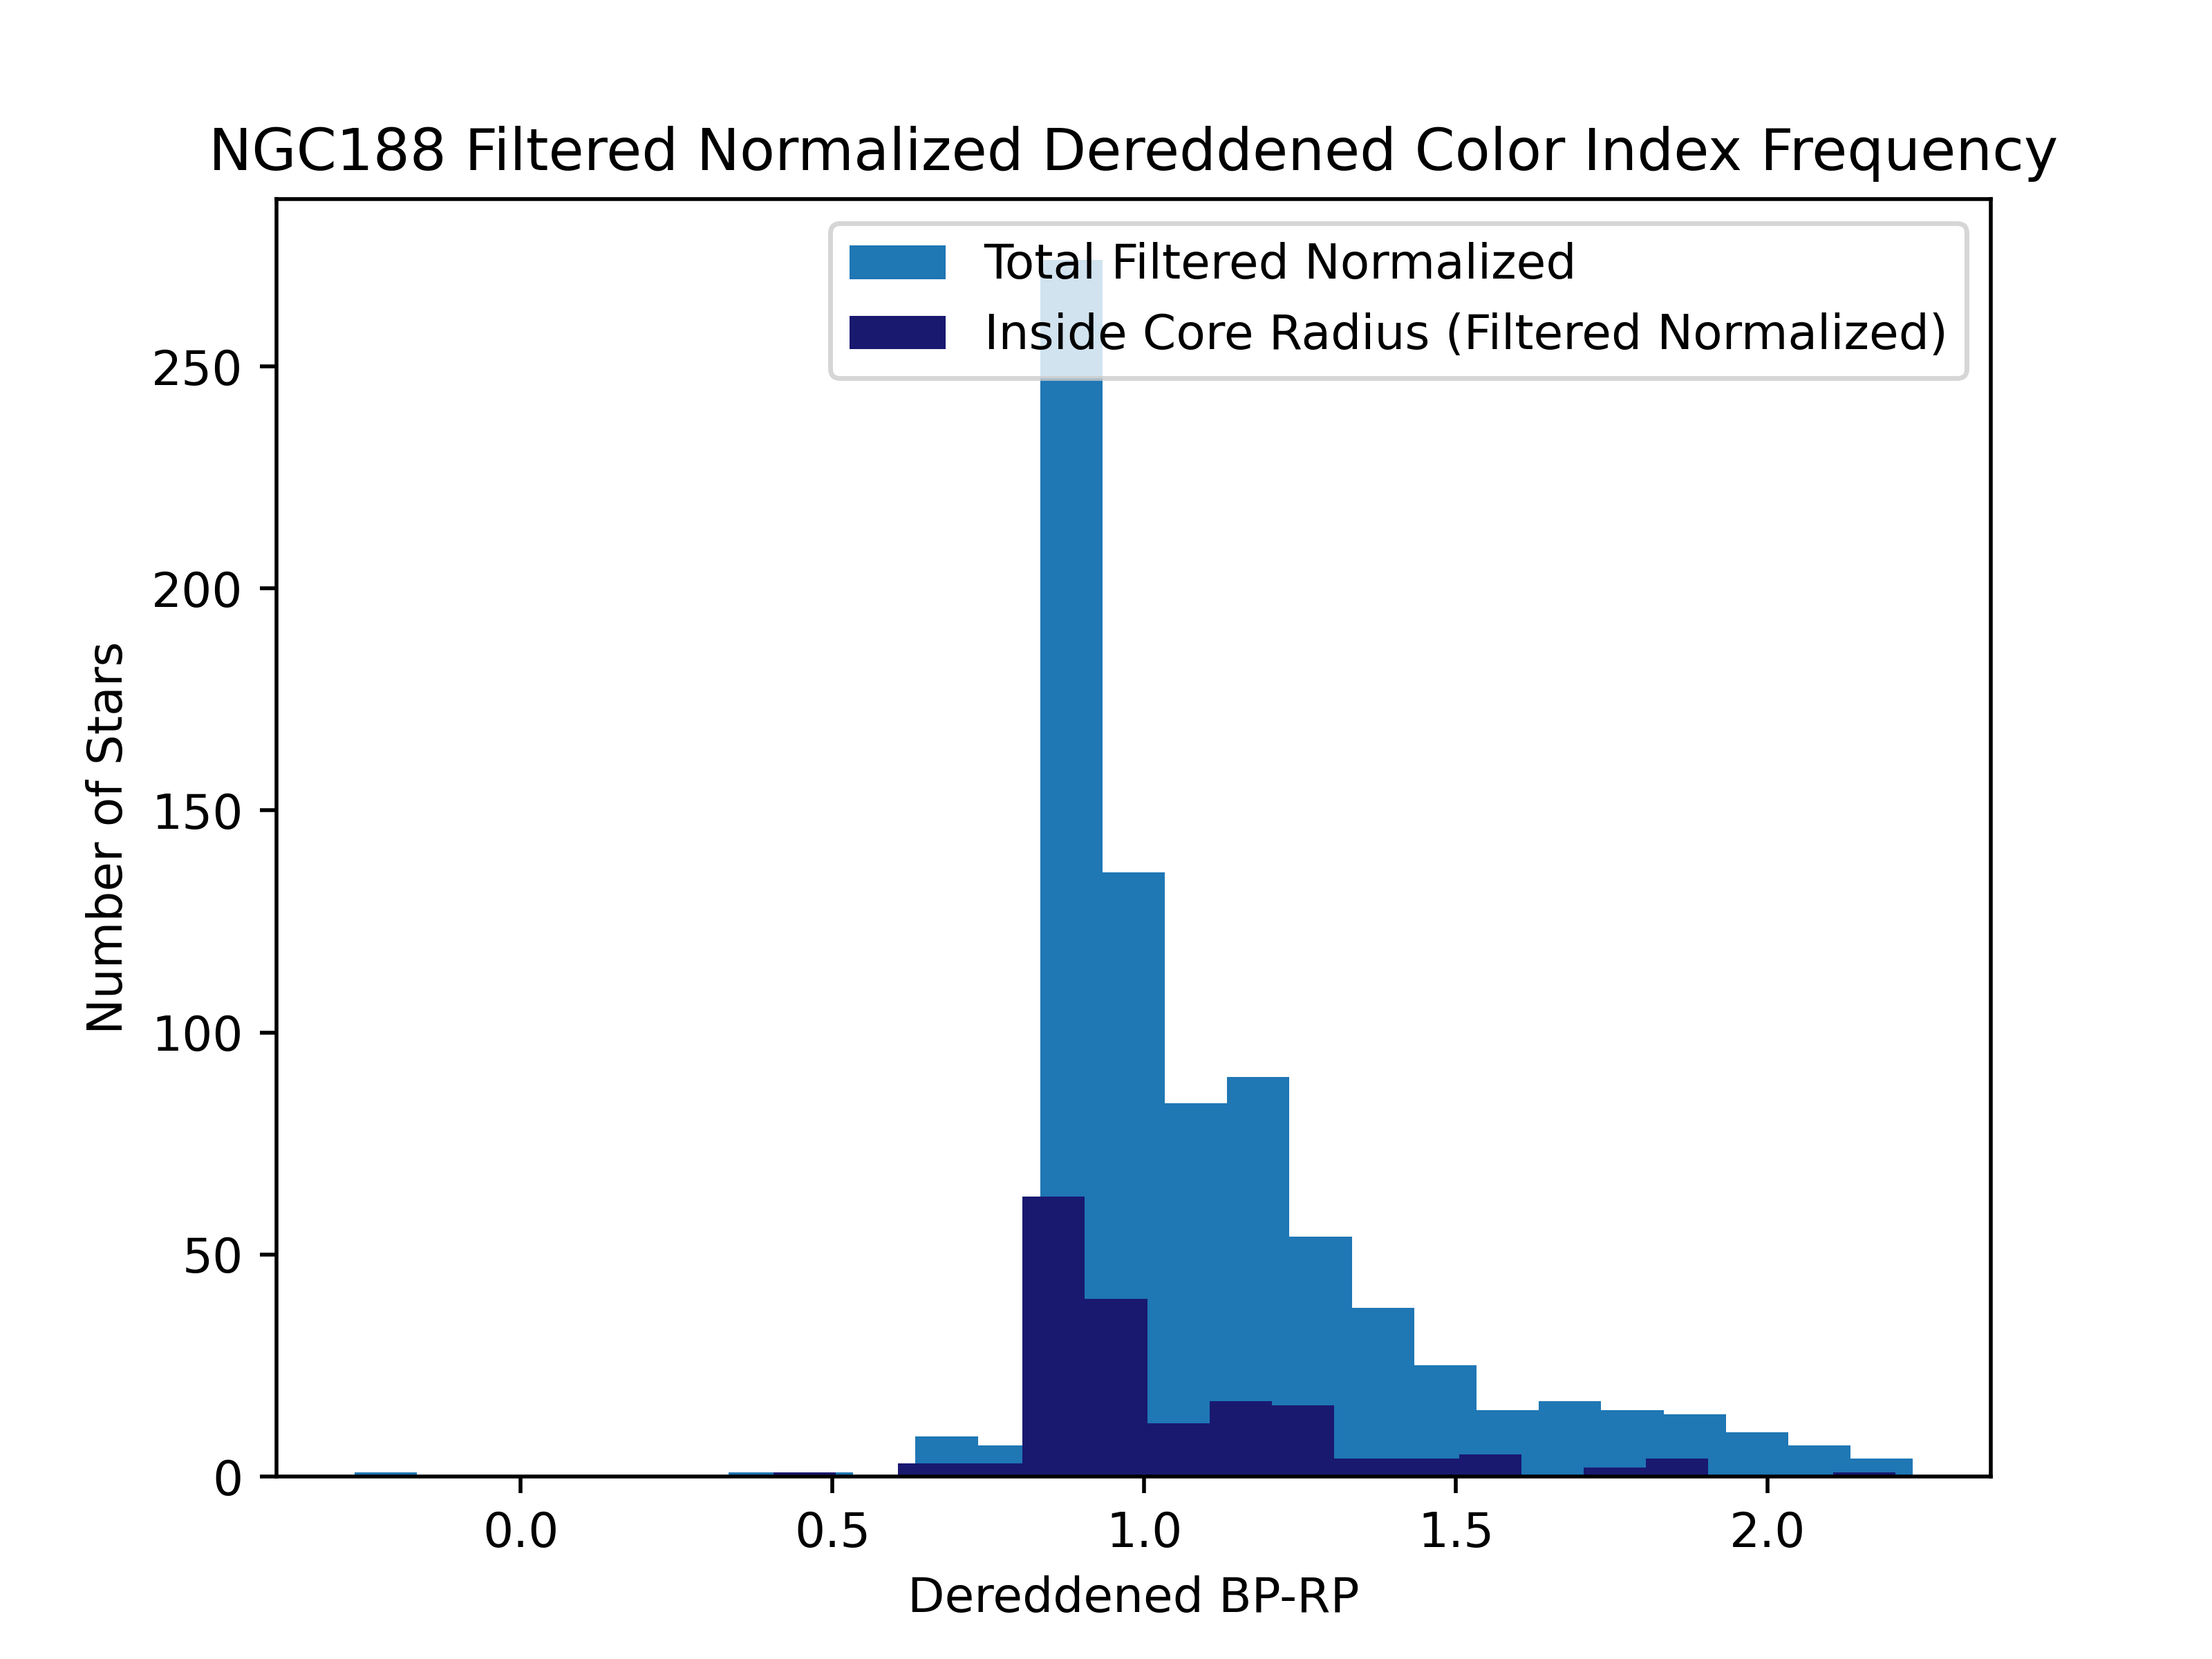 NGC188 Filtered Normalized Dereddened Color Index Frequency
Total Filtered Normalized
Inside Core Radius (Filtered Normalized)
250
200
150
100
50
0
Number of Stars
0.0 0.5 1.0 1.5 2.0
Dereddened BP-RP